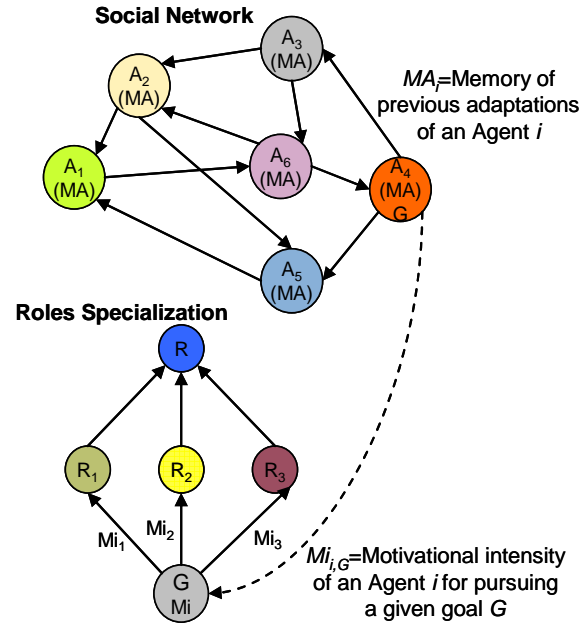 Social Network
A₃
(MA)
A₂
(MA)
MAᵢ=Memory of
previous adaptations
of an Agent i
A₆
(MA)
A₁
(MA)
A₄
(MA)
G
A₅
(MA)
Roles Specialization
R
R₁
R₂
R₃
Mi₁
Mi₂
Mi₃
G
Mi
Miᵢ,G=Motivational intensity
of an Agent i for pursuing
a given goal G